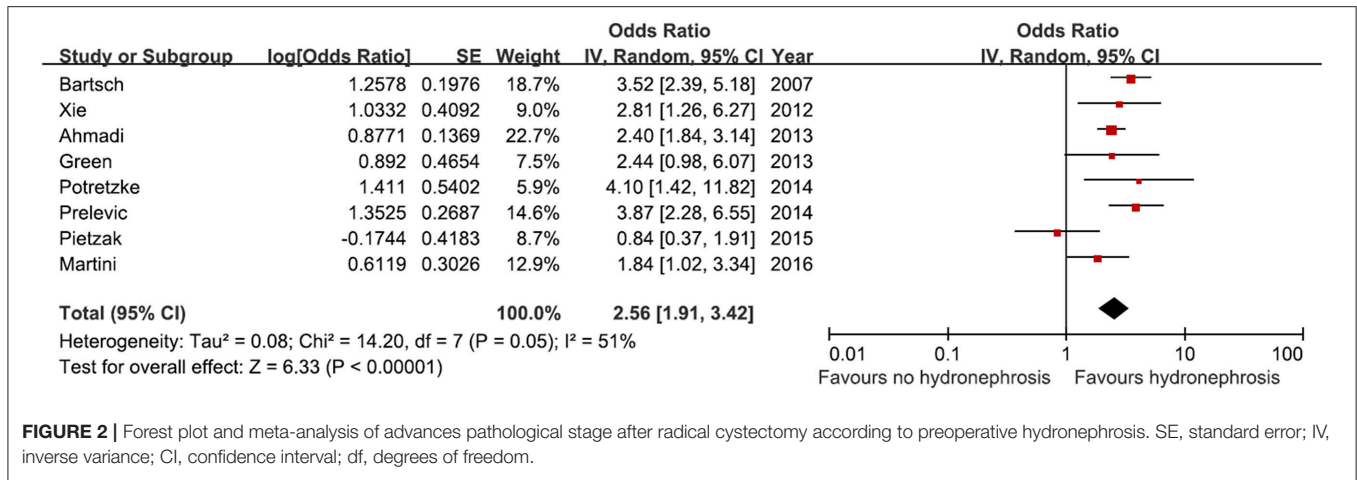 Odds Ratio Odds Ratio
Study or Subgroup log[Odds Ratio] SE Weight IV, Random, 95% CI Year IV, Random, 95% CI
Bartsch 1.2578 0.1976 18.7% 3.52 [2.39, 5.18] 2007
Xie 1.0332 0.4092 9.0% 2.81 [1.26, 6.27] 2012
Ahmadi 0.8771 0.1369 22.7% 2.40 [1.84, 3.14] 2013
Green 0.892 0.4654 7.5% 2.44 [0.98, 6.07] 2013
Potretzke 1.411 0.5402 5.9% 4.10 [1.42, 11.82] 2014
Prelevic 1.3525 0.2687 14.6% 3.87 [2.28, 6.55] 2014
Pietzak -0.1744 0.4183 8.7% 0.84 [0.37, 1.91] 2015
Martini 0.6119 0.3026 12.9% 1.84 [1.02, 3.34] 2016
Total (95% CI) 100.0% 2.56 [1.91, 3.42]
Heterogeneity: Tau² = 0.08; Chi² = 14.20, df = 7 (P = 0.05); I² = 51%
Test for overall effect: Z = 6.33 (P < 0.00001)
0.01 0.1 1 10 100
Favours no hydronephrosis Favours hydronephrosis
FIGURE 2 | Forest plot and meta-analysis of advances pathological stage after radical cystectomy according to preoperative hydronephrosis. SE, standard error; IV,
inverse variance; CI, confidence interval; df, degrees of freedom.